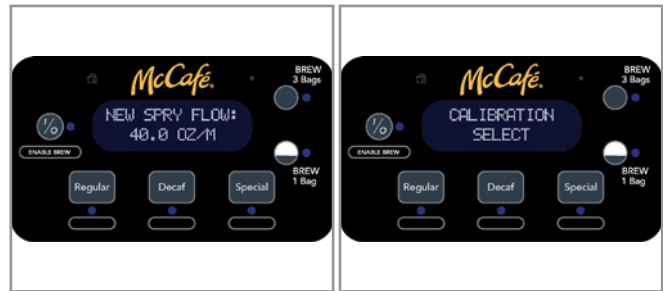 McCafé.
BREW
3 Bags
NEW SPRY FLOW:
40.0 OZ/M
I/O
ENABLE BREW
BREW
1 Bag
Regular
Decaf
Special
McCafé.
BREW
3 Bags
CALIBRATION
SELECT
I/O
ENABLE BREW
BREW
1 Bag
Regular
Decaf
Special